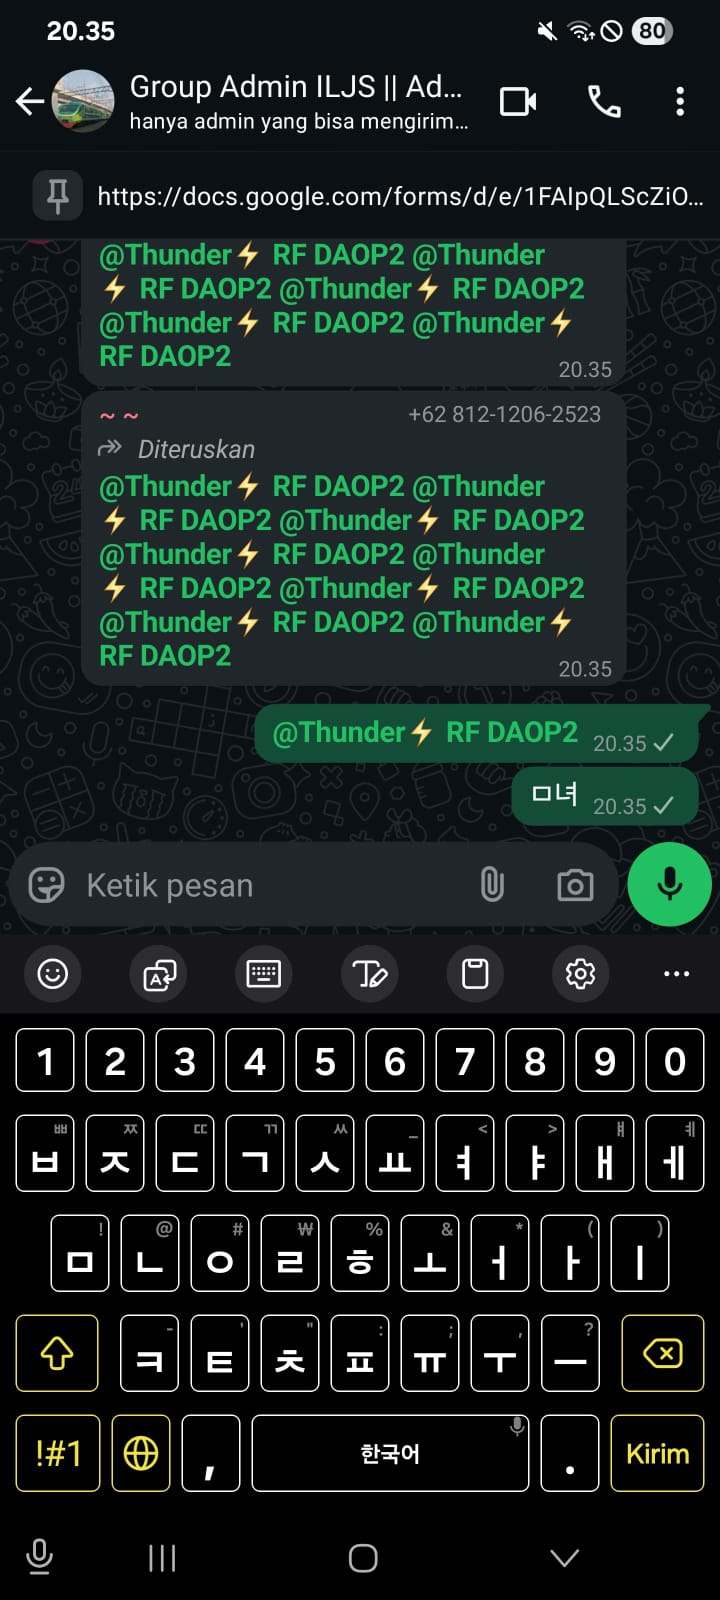 20.35
80
Group Admin ILJS || Ad...
hanya admin yang bisa mengirim...
https://docs.google.com/forms/d/e/1FAIpQLScZiO...
@Thunder⚡ RF DAOP2 @Thunder
⚡ RF DAOP2 @Thunder⚡ RF DAOP2
@Thunder⚡ RF DAOP2 @Thunder⚡
RF DAOP2
20.35
~ ~ +62 812-1206-2523
Diteruskan
@Thunder⚡ RF DAOP2 @Thunder
⚡ RF DAOP2 @Thunder⚡ RF DAOP2
@Thunder⚡ RF DAOP2 @Thunder
⚡ RF DAOP2 @Thunder⚡ RF DAOP2
@Thunder⚡ RF DAOP2 @Thunder⚡
RF DAOP2
20.35
@Thunder⚡ RF DAOP2 20.35
ㅁ녀 20.35
Ketik pesan
1 2 3 4 5 6 7 8 9 0
ㅃ ㅉ ㄸ ㄲ ㅆ _ < > ㅒ ㅖ
ㅂ ㅈ ㄷ ㄱ ㅅ ㅛ ㅕ ㅑ ㅐ ㅔ
! @ # ₩ % & * ( )
ㅁ ㄴ ㅇ ㄹ ㅎ ㅗ ㅓ ㅏ ㅣ
- ' " : ; , ?
ㅋ ㅌ ㅊ ㅍ ㅠ ㅜ ㅡ
!#1 , 한국어 . Kirim